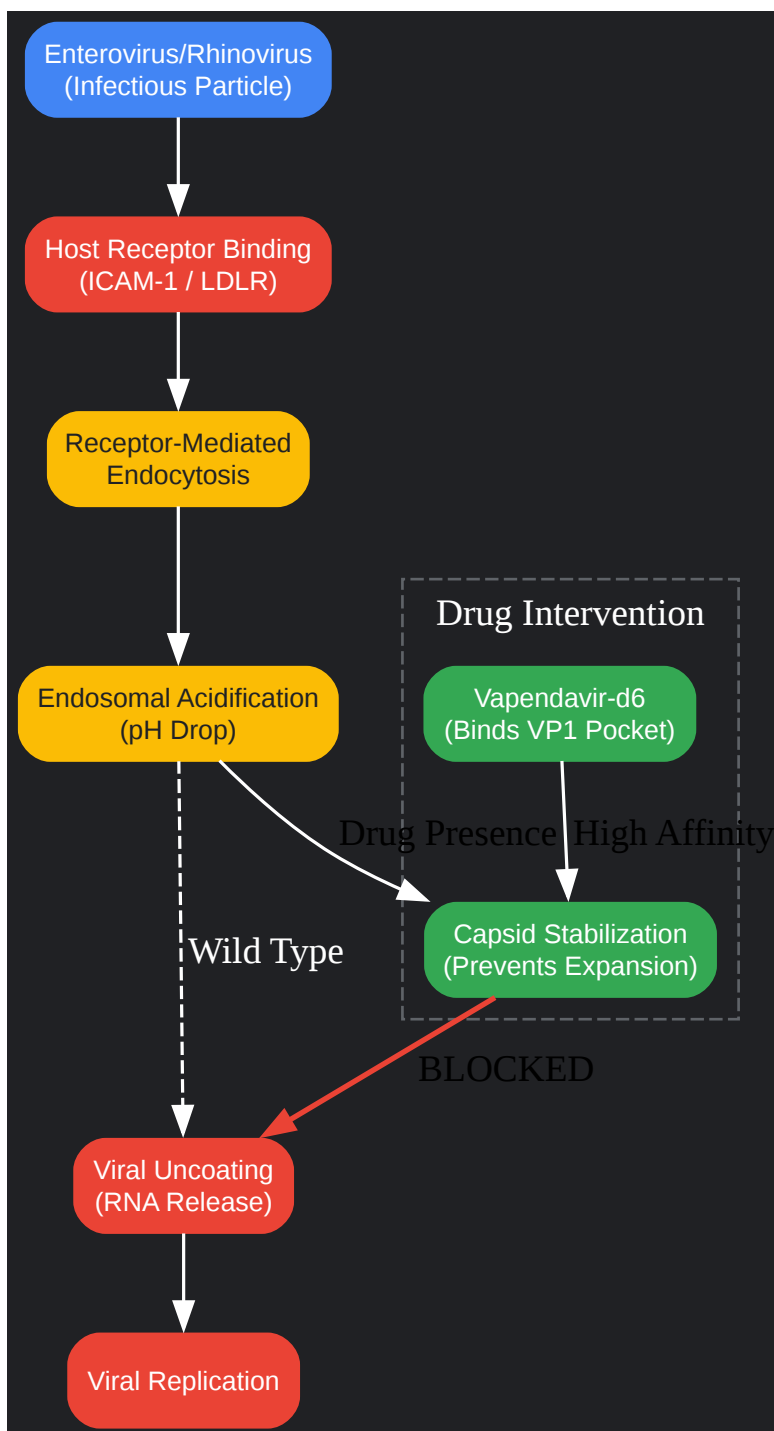 Enterovirus/Rhinovirus
(Infectious Particle)
Host Receptor Binding
(ICAM-1 / LDLR)
Receptor-Mediated
Endocytosis
Drug Intervention
Endosomal Acidification
(pH Drop)
Vapendavir-d6
(Binds VP1 Pocket)
Drug Presence
High Affinity
Capsid Stabilization
(Prevents Expansion)
Wild Type
BLOCKED
Viral Uncoating
(RNA Release)
Viral Replication